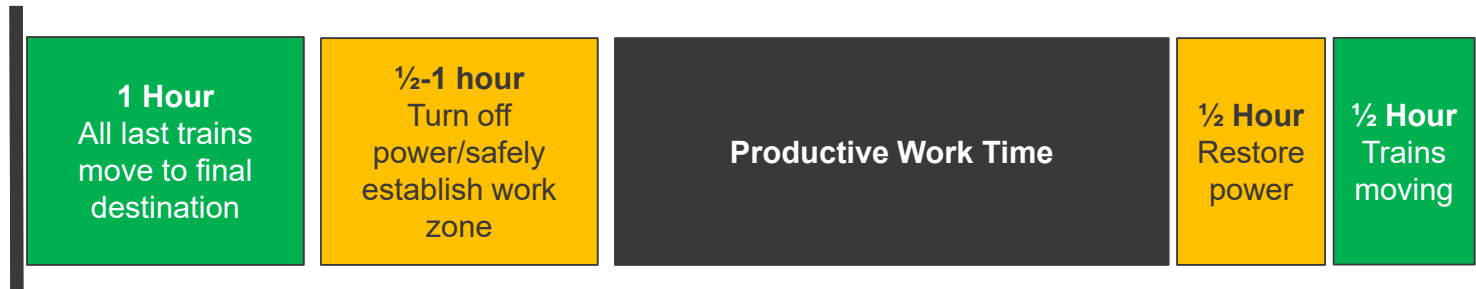 1 Hour
All last trains
move to final
destination
½-1 hour
Turn off
power/safely
establish work
zone
Productive Work Time
½ Hour
Restore
power
½ Hour
Trains
moving